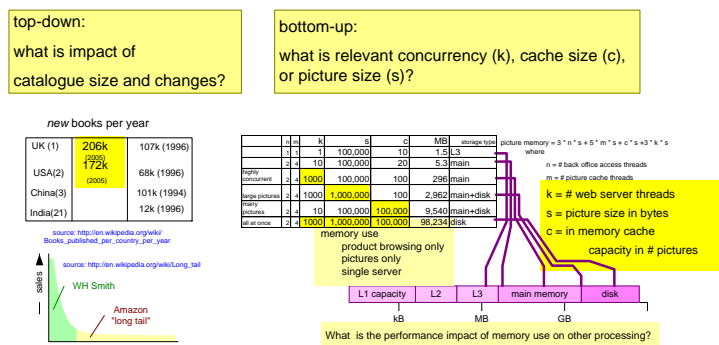 top-down:
what is impact of
catalogue size and changes?
bottom-up:
what is relevant concurrency (k), cache size (c),
or picture size (s)?
new books per year
UK (1) 206k (2005) 107k (1996)
USA(2) 172k (2005) 68k (1996)
China(3) 101k (1994)
India(21) 12k (1996)
source: http://en.wikipedia.org/wiki/
Books_published_per_country_per_year
source: http://en.wikipedia.org/wiki/Long_tail
sales
WH Smith
Amazon
"long tail"
n m k s c MB storage type
1 1 1 100,000 10 1.5 L3
2 4 10 100,000 20 5.3 main
highly concurrent 2 4 1000 100,000 100 296 main
large pictures 2 4 1000 1,000,000 100 2,962 main+disk
many pictures 2 4 10 100,000 100,000 9,540 main+disk
all at once 2 4 1000 1,000,000 100,000 98,234 disk
picture memory = 3 * n * s + 5 * m * s + c * s +3 * k * s
where
n = # back office access threads
m = # picture cache threads
k = # web server threads
s = picture size in bytes
c = in memory cache
capacity in # pictures
memory use
product browsing only
pictures only
single server
L1 capacity L2 L3 main memory disk
kB MB GB
What is the performance impact of memory use on other processing?